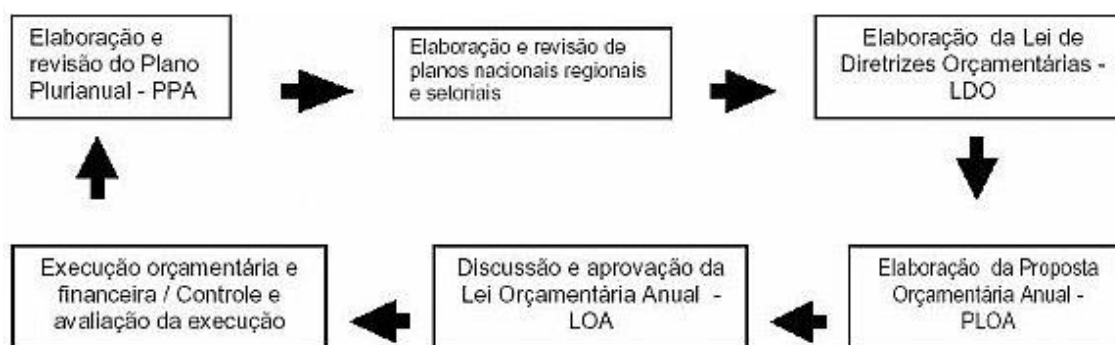 Elaboração e
revisão do Plano
Plurianual - PPA
Elaboração e revisão de
planos nacionais regionais
e setoriais
Elaboração da Lei de
Diretrizes Orçamentárias -
LDO
Elaboração da Proposta
Orçamentária Anual -
PLOA
Discussão e aprovação da
Lei Orçamentária Anual -
LOA
Execução orçamentária e
financeira / Controle e
avaliação da execução